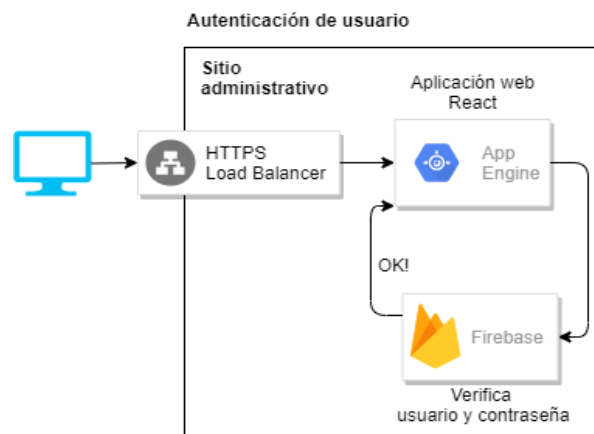 Autenticación de usuario
Sitio
administrativo
Aplicación web
React
HTTPS
Load Balancer
App
Engine
OK!
Firebase
Verifica
usuario y contraseña